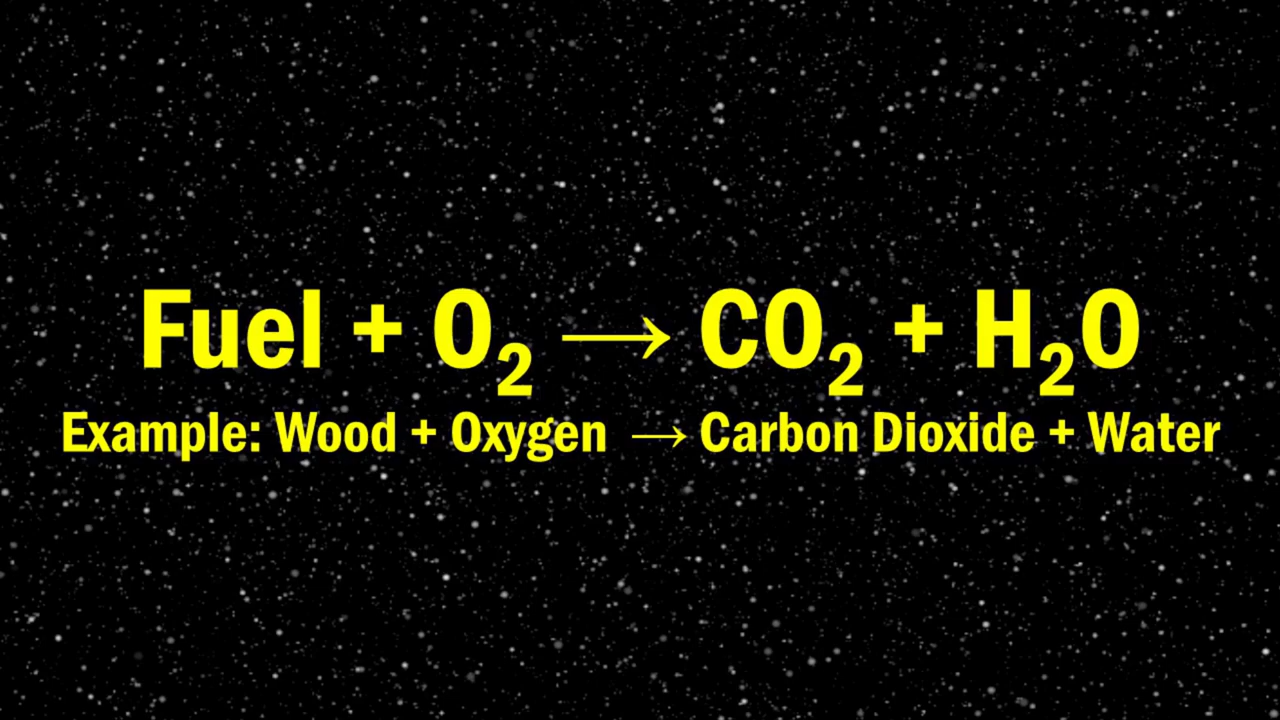 Fuel + O₂ → CO₂ + H₂O
Example: Wood + Oxygen → Carbon Dioxide + Water